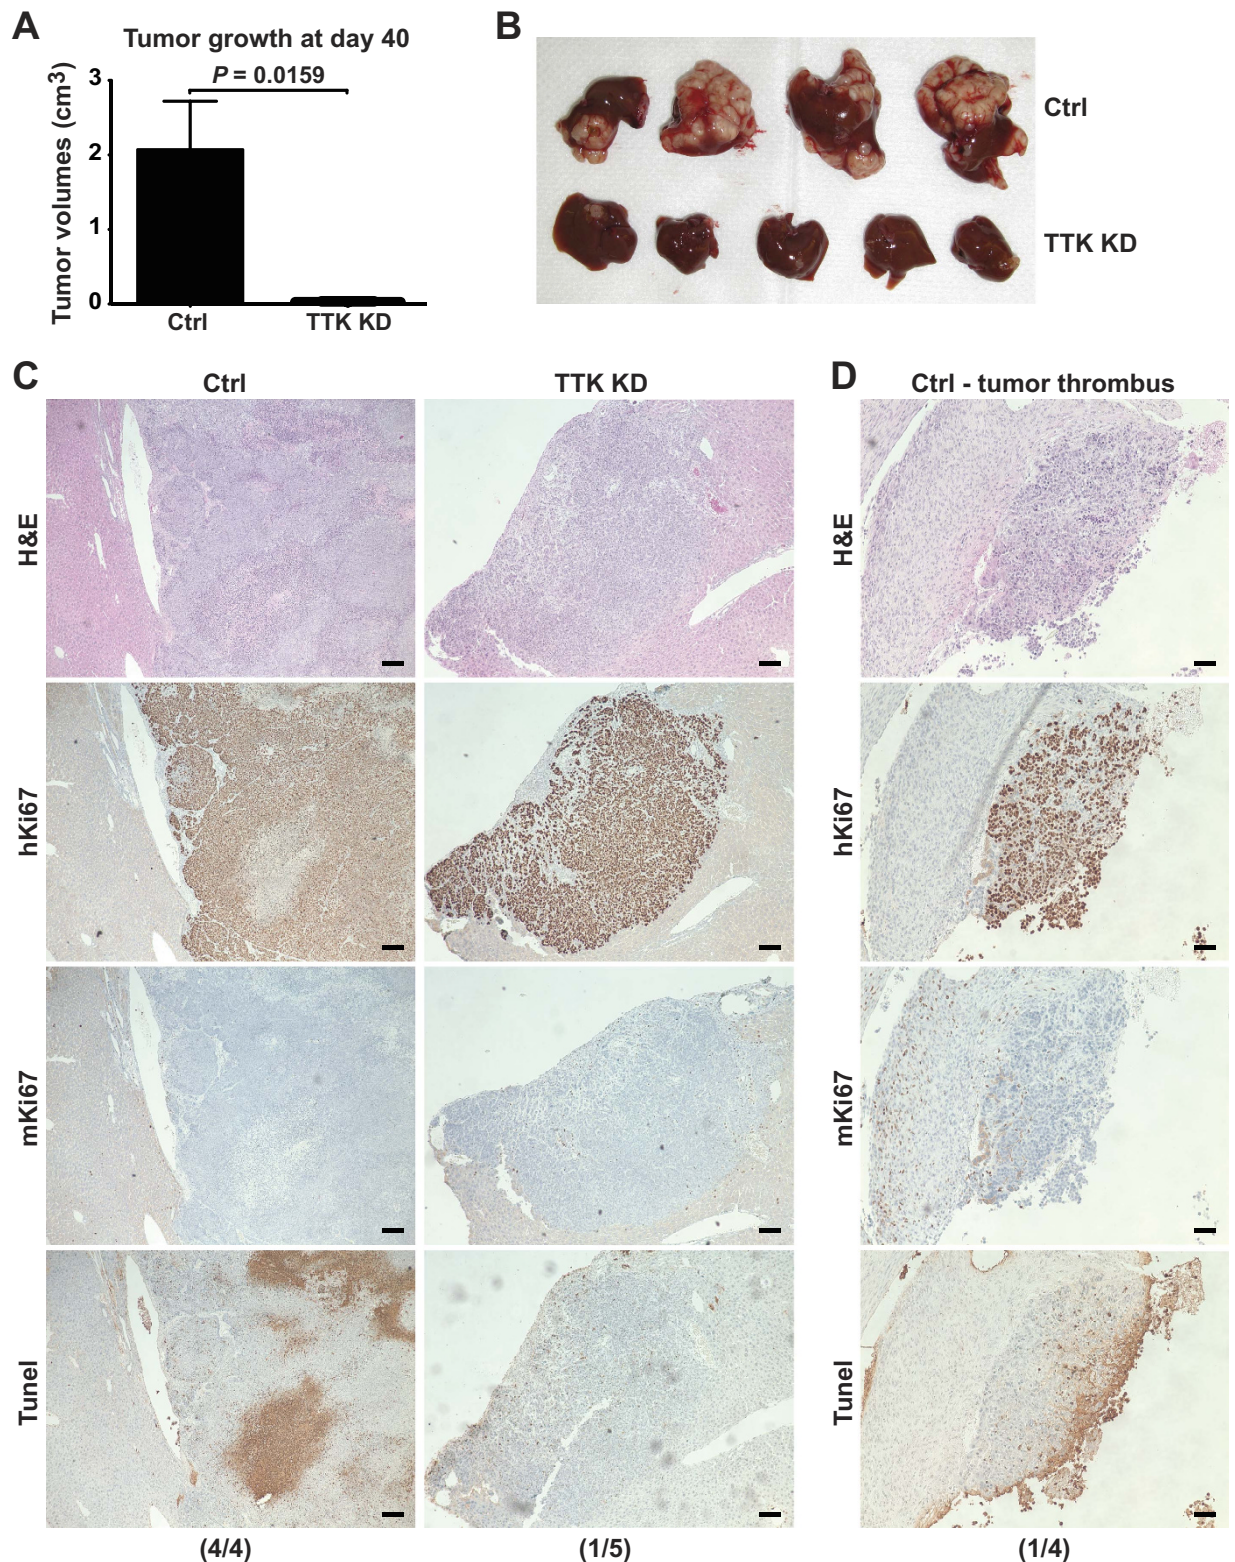 A
Tumor growth at day 40
P = 0.0159
Tumor volumes (cm3)
3
2
1
0
Ctrl
TTK KD
B
Ctrl
TTK KD
C
Ctrl
TTK KD
D
Ctrl - tumor thrombus
H&E
H&E
hKi67
hKi67
mKi67
mKi67
Tunel
Tunel
(4/4)
(1/5)
(1/4)